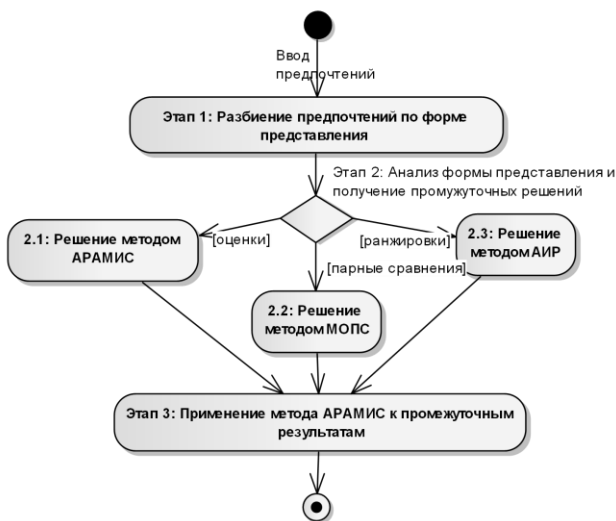 Ввод
предпочтений
Этап 1: Разбиение предпочтений по форме
представления
Этап 2: Анализ формы представления и
получение промужуточных решений
2.1: Решение методом
АРАМИС
[оценки]
[ранжировки]
2.3: Решение
методом АИР
[парные сравнения]
2.2: Решение
методом МОПС
Этап 3: Применение метода АРАМИС к промежуточным
результатам